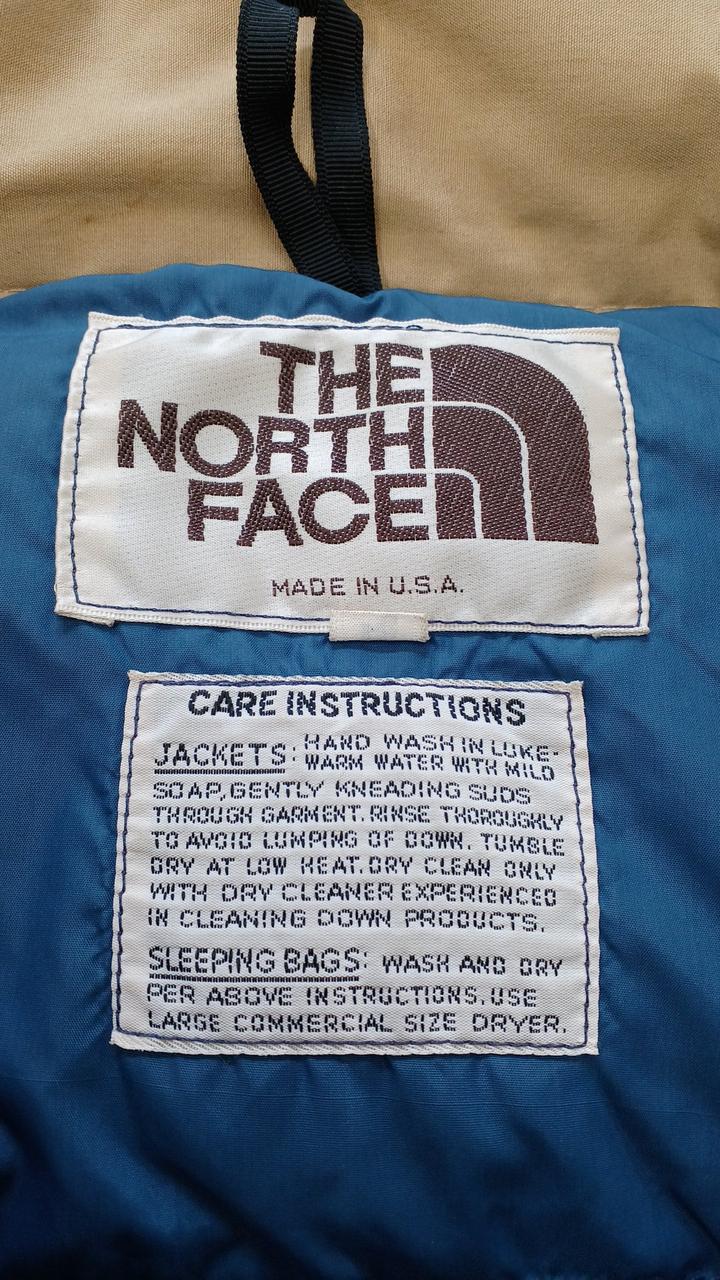 THE
NORTH
FACE
MADE IN U.S.A.
CARE INSTRUCTIONS
JACKETS: HAND WASH IN LUKE-
WARM WATER WITH MILD
SOAP, GENTLY KNEADING SUDS
THROUGH GARMENT. RINSE THOROUGHLY
TO AVOID LUMPING OF DOWN. TUMBLE
DRY AT LOW HEAT. DRY CLEAN ONLY
WITH DRY CLEANER EXPERIENCED
IN CLEANING DOWN PRODUCTS.
SLEEPING BAGS: WASH AND DRY
PER ABOVE INSTRUCTIONS. USE
LARGE COMMERCIAL SIZE DRYER.